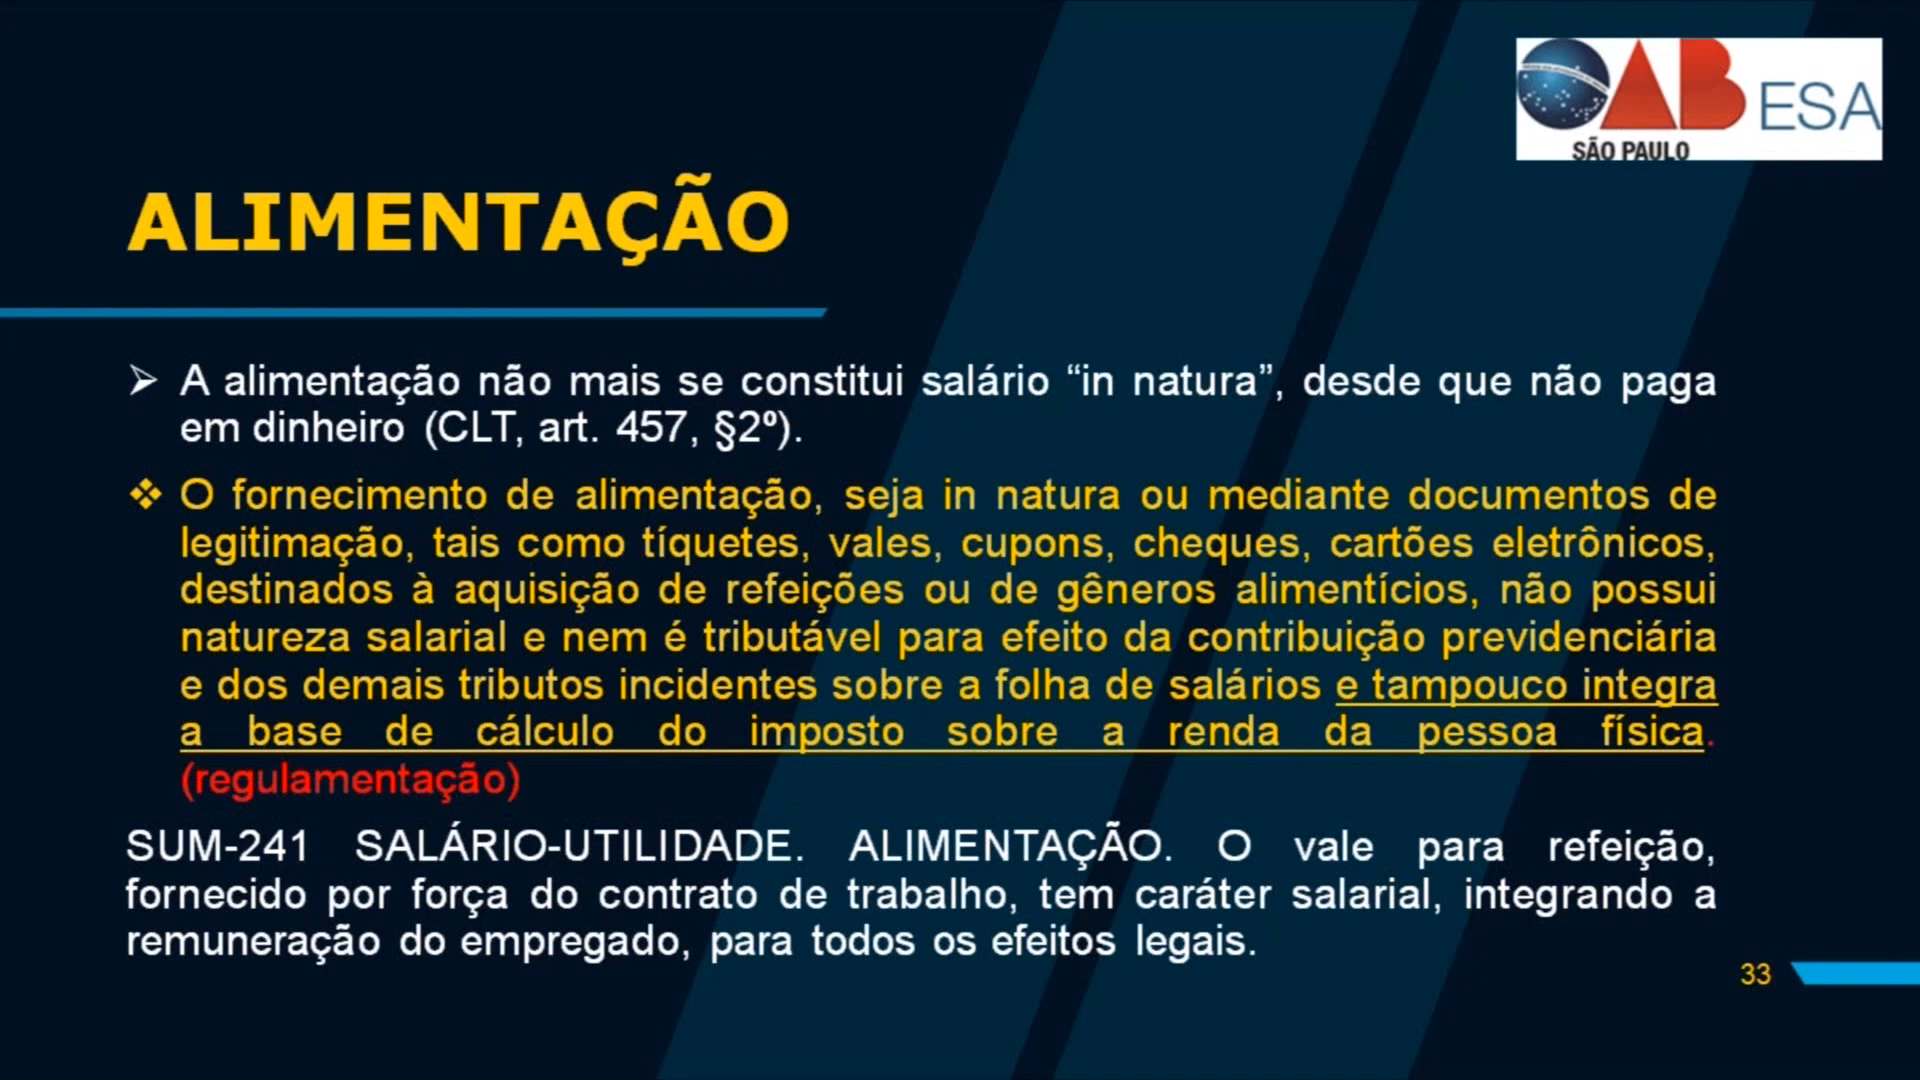 OAB ESA
SÃO PAULO
ALIMENTAÇÃO
➢ A alimentação não mais se constitui salário “in natura”, desde que não paga
em dinheiro (CLT, art. 457, §2º).
❖ O fornecimento de alimentação, seja in natura ou mediante documentos de
legitimação, tais como tíquetes, vales, cupons, cheques, cartões eletrônicos,
destinados à aquisição de refeições ou de gêneros alimentícios, não possui
natureza salarial e nem é tributável para efeito da contribuição previdenciária
e dos demais tributos incidentes sobre a folha de salários e tampouco integra
a base de cálculo do imposto sobre a renda da pessoa física.
(regulamentação)
SUM-241 SALÁRIO-UTILIDADE. ALIMENTAÇÃO. O vale para refeição,
fornecido por força do contrato de trabalho, tem caráter salarial, integrando a
remuneração do empregado, para todos os efeitos legais.
33